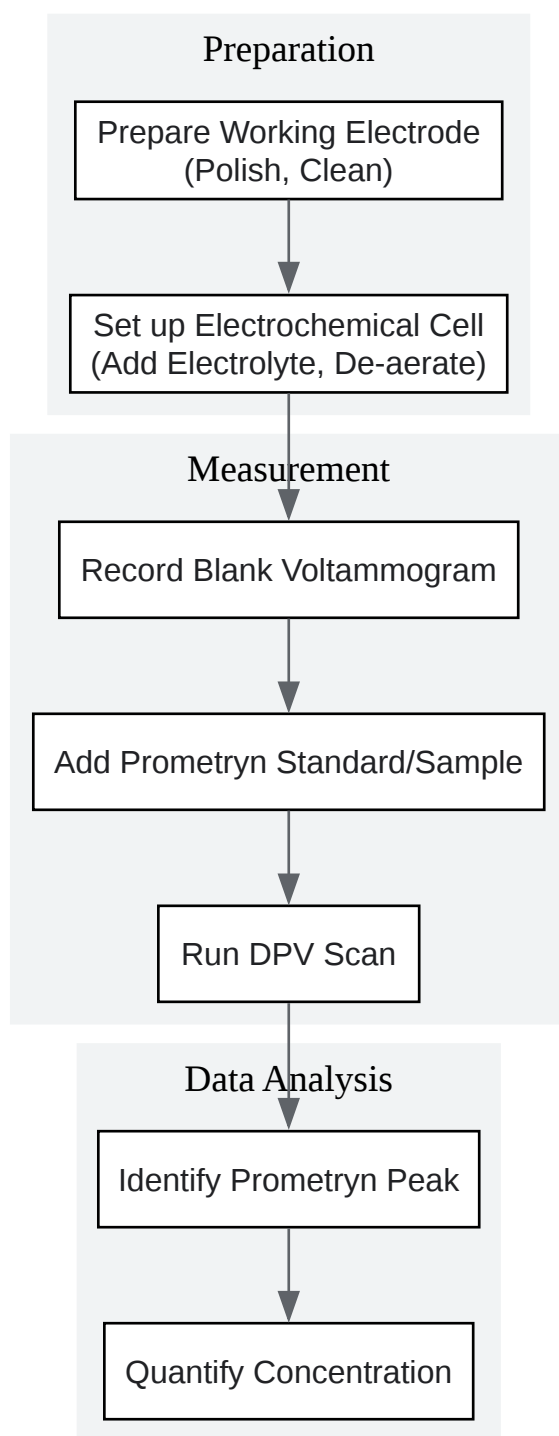 Preparation
Prepare Working Electrode
(Polish, Clean)
Set up Electrochemical Cell
(Add Electrolyte, De-aerate)
Measurement
Record Blank Voltammogram
Add Prometryn Standard/Sample
Run DPV Scan
Data Analysis
Identify Prometryn Peak
Quantify Concentration